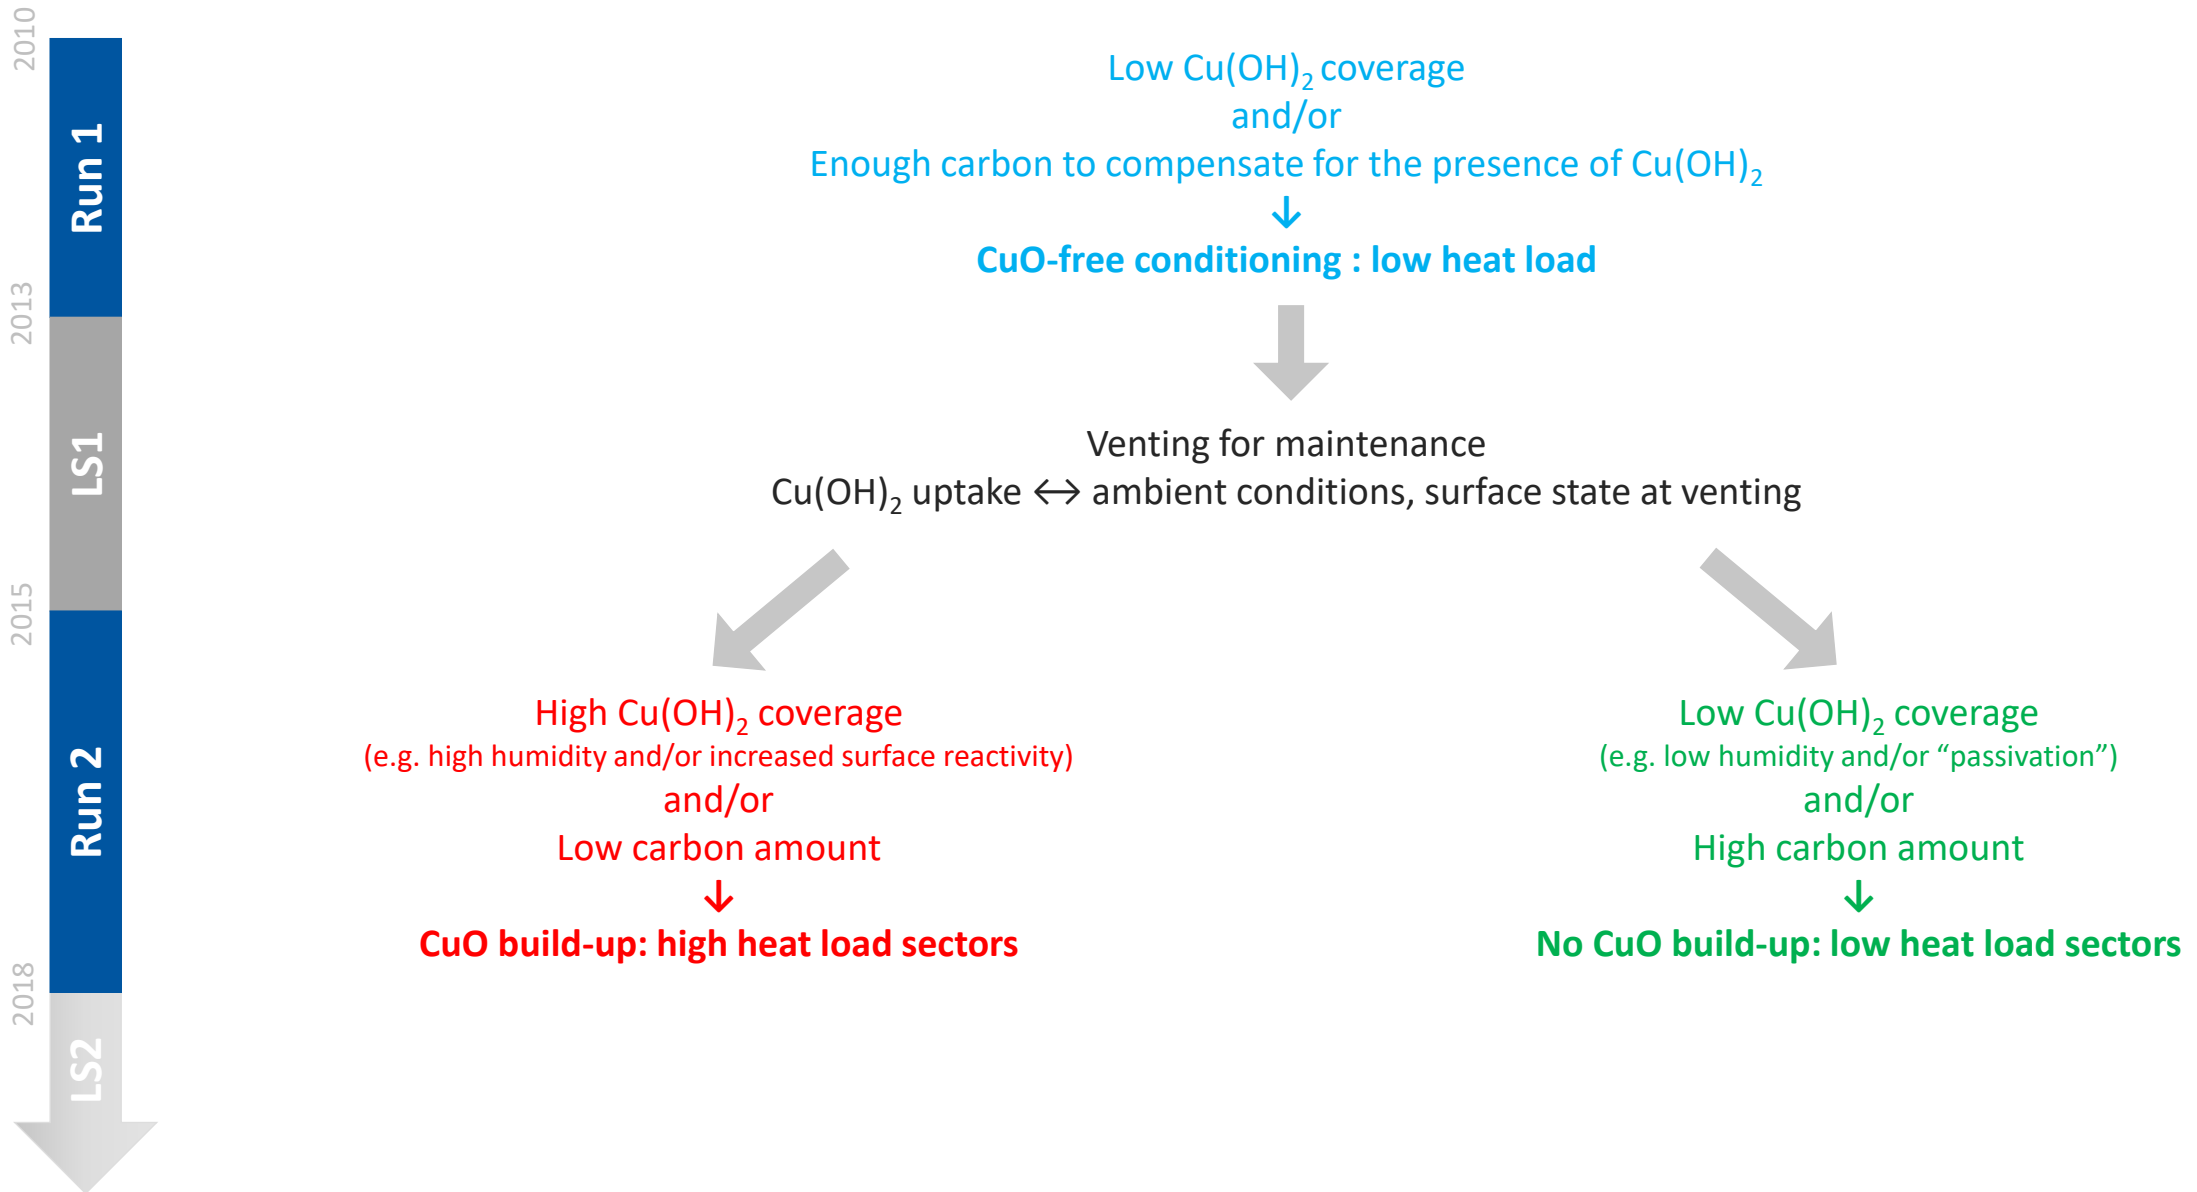 2010
Run 1
2013
LS1
2015
Run 2
2018
LS2
Low Cu(OH)₂ coverage
and/or
Enough carbon to compensate for the presence of Cu(OH)₂
↓
CuO-free conditioning : low heat load
Venting for maintenance
Cu(OH)₂ uptake ↔ ambient conditions, surface state at venting
High Cu(OH)₂ coverage
(e.g. high humidity and/or increased surface reactivity)
and/or
Low carbon amount
↓
CuO build-up: high heat load sectors
Low Cu(OH)₂ coverage
(e.g. low humidity and/or “passivation”)
and/or
High carbon amount
↓
No CuO build-up: low heat load sectors